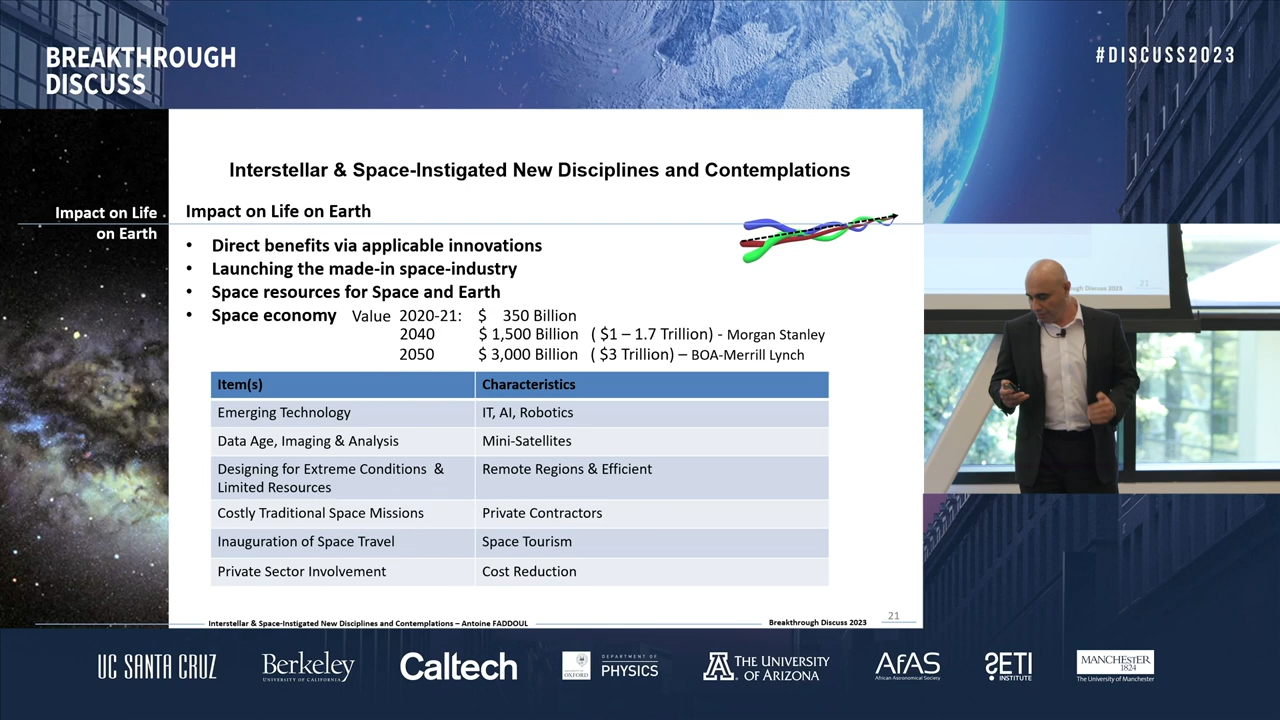 BREAKTHROUGH
DISCUSS
#DISCUSS2023
Interstellar & Space-Instigated New Disciplines and Contemplations
Impact on Life
on Earth
Impact on Life on Earth
• Direct benefits via applicable innovations
• Launching the made-in space-industry
• Space resources for Space and Earth
• Space economy Value 2020-21: $ 350 Billion
2040 $ 1,500 Billion ( $1 – 1.7 Trillion) - Morgan Stanley
2050 $ 3,000 Billion ( $3 Trillion) – BOA-Merrill Lynch
Item(s) Characteristics
Emerging Technology IT, AI, Robotics
Data Age, Imaging & Analysis Mini-Satellites
Designing for Extreme Conditions & Remote Regions & Efficient
Limited Resources
Costly Traditional Space Missions Private Contractors
Inauguration of Space Travel Space Tourism
Private Sector Involvement Cost Reduction
Interstellar & Space-Instigated New Disciplines and Contemplations – Antoine FADDOUL
Breakthrough Discuss 2023
21
ugh Discuss 2023
21
UC SANTA CRUZ
Berkeley
UNIVERSITY OF CALIFORNIA
Caltech
UNIVERSITY OF
OXFORD
DEPARTMENT OF
PHYSICS
THE UNIVERSITY
OF ARIZONA
AfAS
African Astronomical Society
SETI
INSTITUTE
MANCHESTER
1824
The University of Manchester